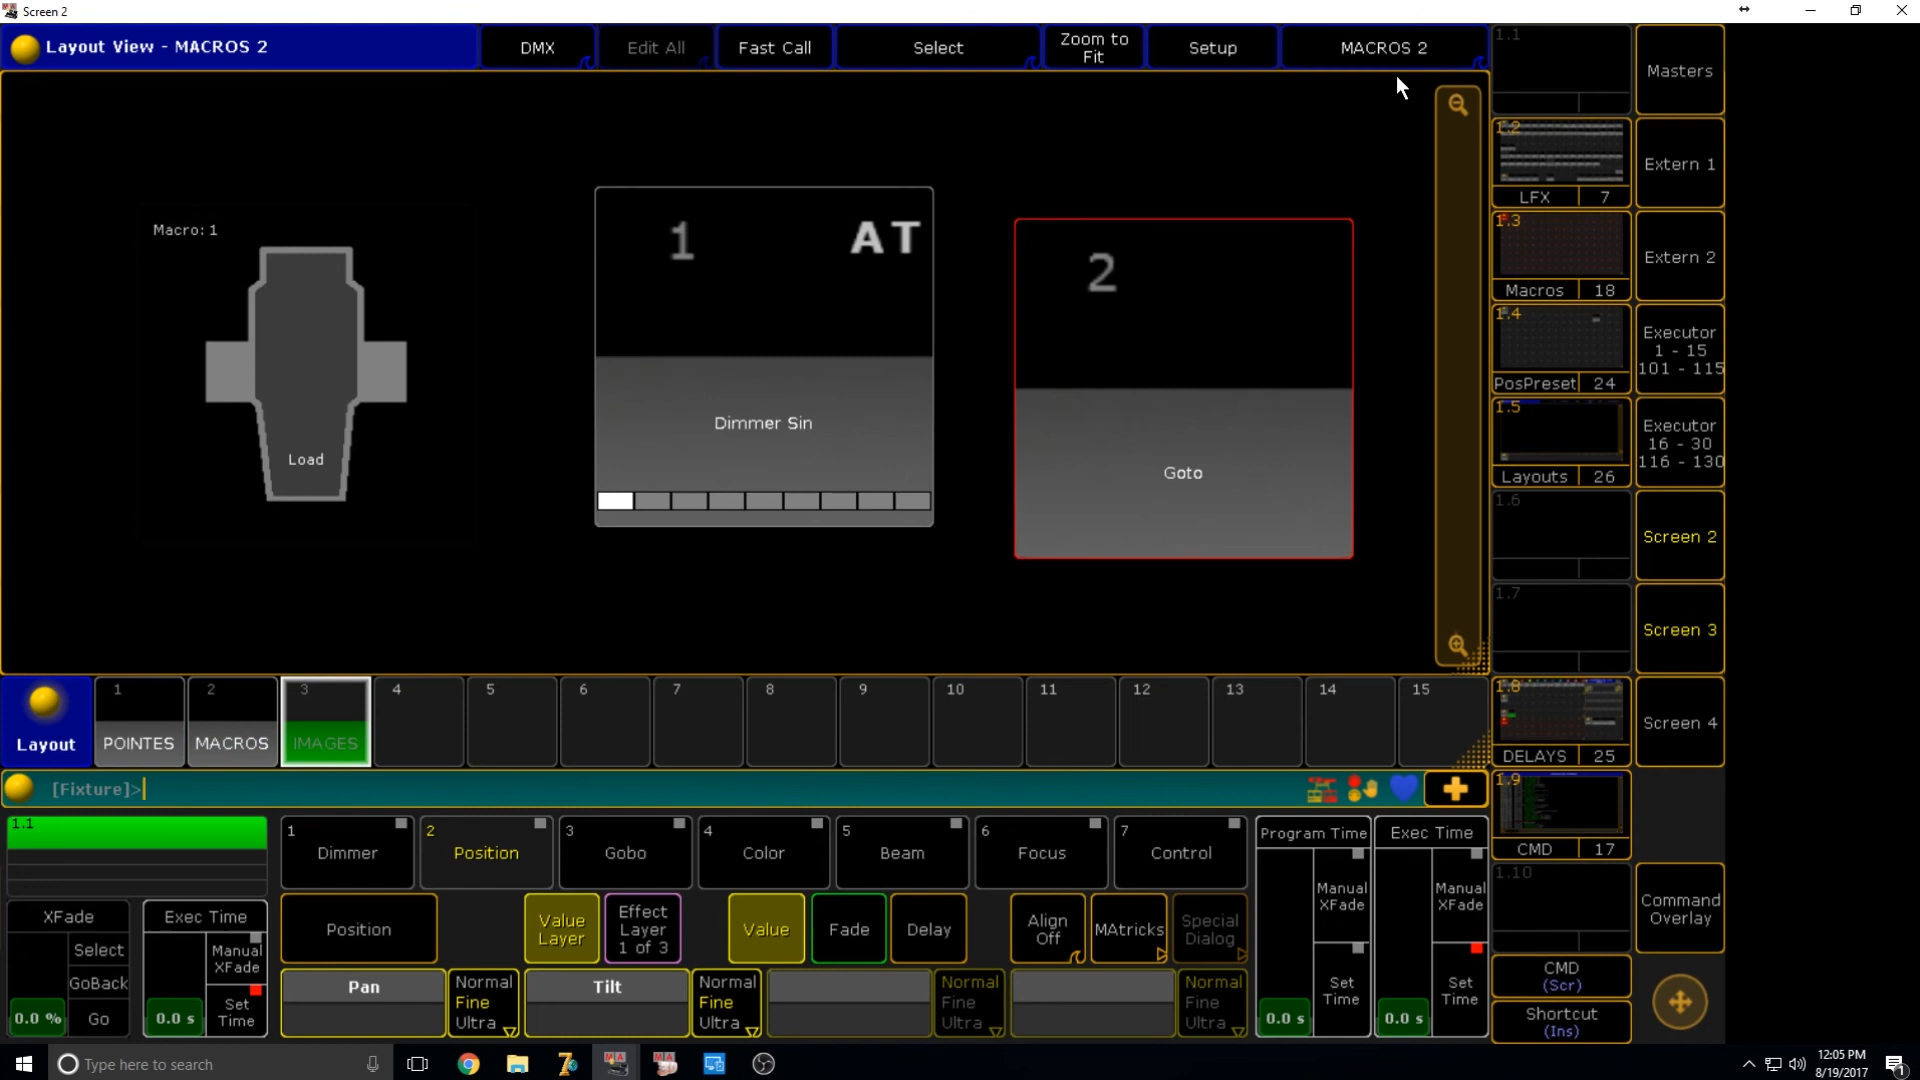 Screen 2
Layout View - MACROS 2
DMX
Edit All
Fast Call
Select
Zoom to
Fit
Setup
MACROS 2
1.1
Masters
1.2
LFX 7
Extern 1
1.3
Macros 18
Extern 2
1.4
PosPreset 24
Executor
1 - 15
101 - 115
1.5
Layouts 26
Executor
16 - 30
116 - 130
1.6
Screen 2
1.7
Screen 3
1.8
DELAYS 25
Screen 4
1.9
CMD 17
1.10
Command
Overlay
CMD
(Scr)
Shortcut
(Ins)
Macro: 1
Load
1 AT
Dimmer Sin
2
Goto
Layout
1
POINTES
2
MACROS
3
IMAGES
4
5
6
7
8
9
10
11
12
13
14
15
[Fixture]>
1.1
1
Dimmer
2
Position
3
Gobo
4
Color
5
Beam
6
Focus
7
Control
Program Time
Exec Time
Manual
XFade
Set
Time
0.0 s
Manual
XFade
Set
Time
0.0 s
XFade
Select
GoBack
0.0 %
Go
Exec Time
Manual
XFade
Set
Time
0.0 s
Position
Value
Layer
Effect
Layer
1 of 3
Value
Fade
Delay
Align
Off
MAtricks
Special
Dialog
Pan
Normal
Fine
Ultra
Tilt
Normal
Fine
Ultra
Normal
Fine
Ultra
Normal
Fine
Ultra
Type here to search
12:05 PM
8/19/2017
1